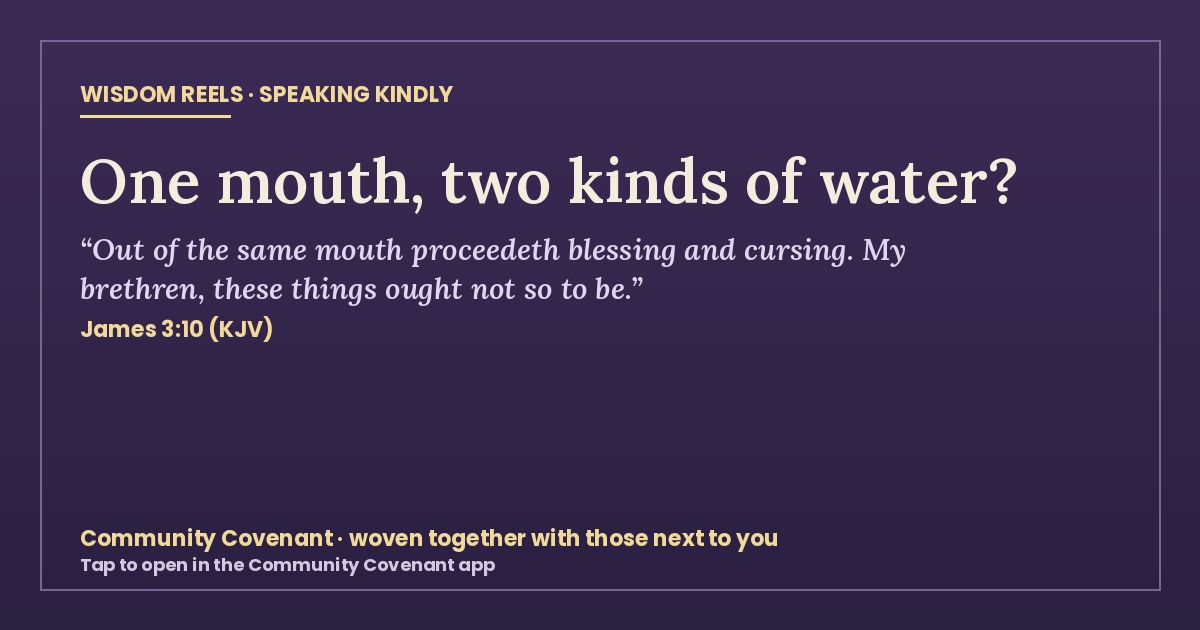 WISDOM REELS · SPEAKING KINDLY
One mouth, two kinds of water?
“Out of the same mouth proceedeth blessing and cursing. My
brethren, these things ought not so to be.”
James 3:10 (KJV)
Community Covenant · woven together with those next to you
Tap to open in the Community Covenant app